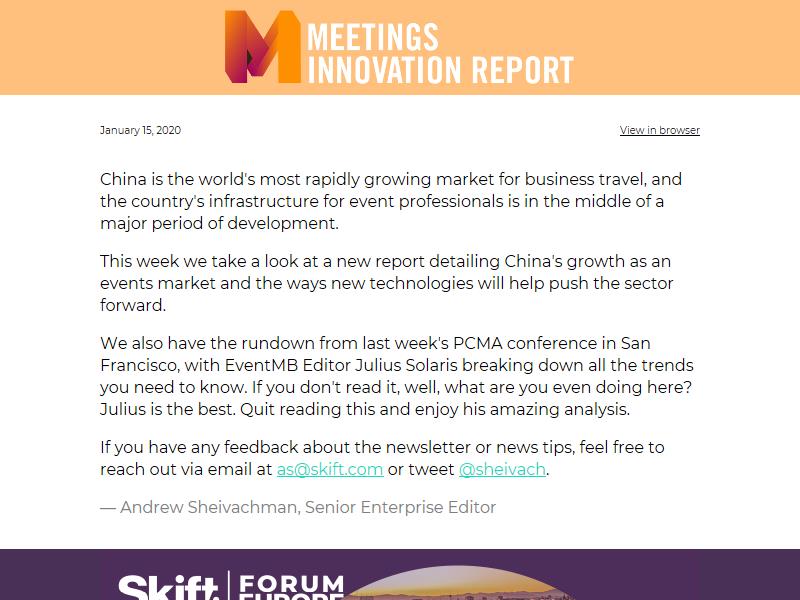 MEETINGS
INNOVATION REPORT
January 15, 2020
View in browser
China is the world's most rapidly growing market for business travel, and
the country's infrastructure for event professionals is in the middle of a
major period of development.
This week we take a look at a new report detailing China's growth as an
events market and the ways new technologies will help push the sector
forward.
We also have the rundown from last week's PCMA conference in San
Francisco, with EventMB Editor Julius Solaris breaking down all the trends
you need to know. If you don't read it, well, what are you even doing here?
Julius is the best. Quit reading this and enjoy his amazing analysis.
If you have any feedback about the newsletter or news tips, feel free to
reach out via email at as@skift.com or tweet @sheivach.
— Andrew Sheivachman, Senior Enterprise Editor
Skift FORUM
EUROPE